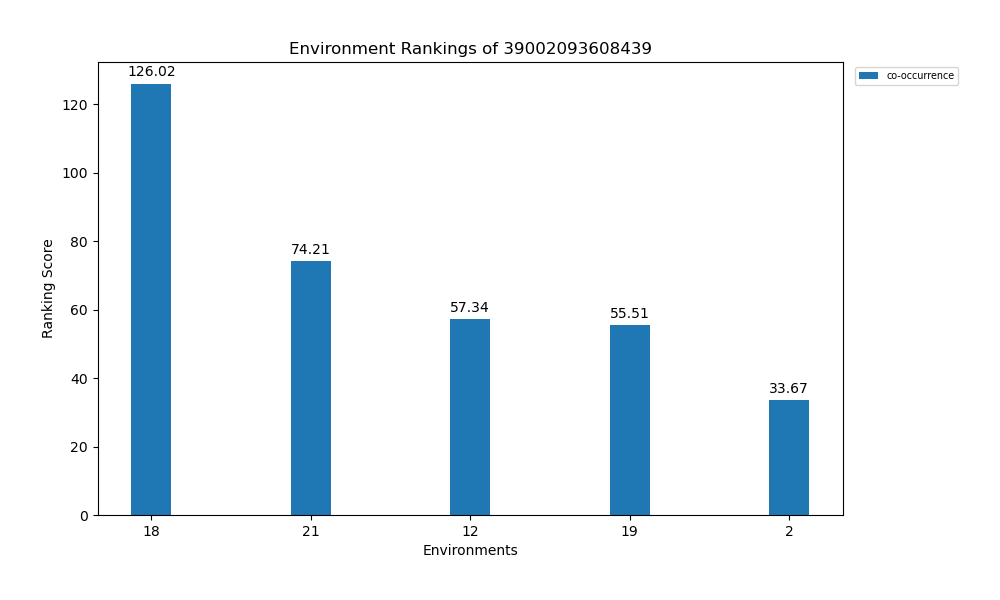 Environment Rankings of 39002093608439
co-occurrence
126.02
74.21
57.34
55.51
33.67
120
100
80
60
40
20
0
Ranking Score
18 21 12 19 2
Environments